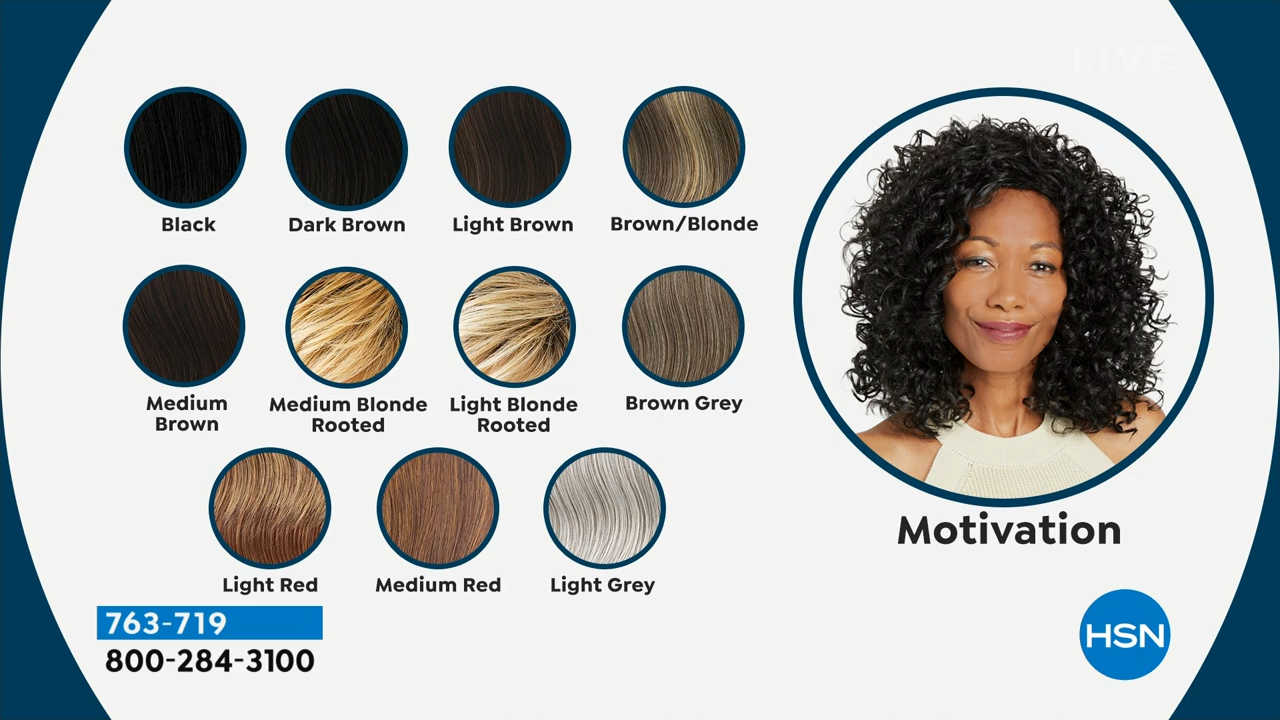 LIVE
Black
Dark Brown
Light Brown
Brown/Blonde
Medium
Brown
Medium Blonde
Rooted
Light Blonde
Rooted
Brown Grey
Light Red
Medium Red
Light Grey
Motivation
763-719
800-284-3100
HSN